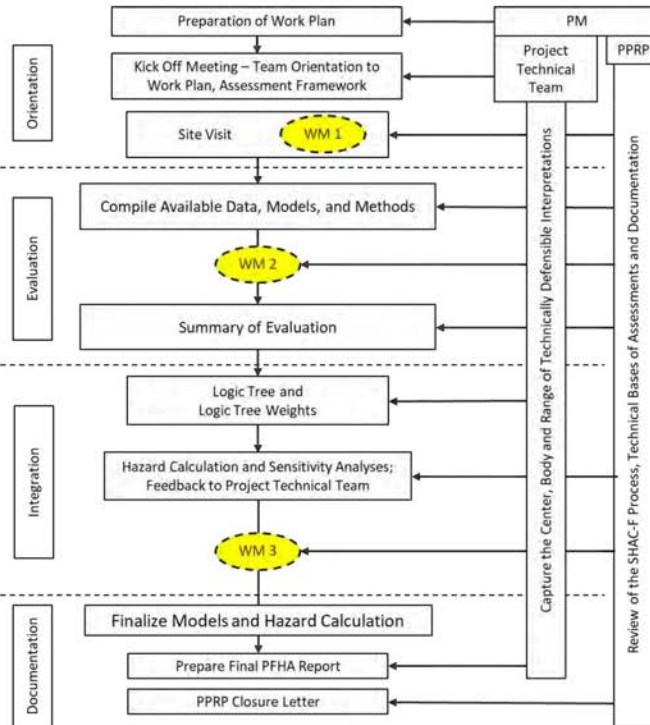 Preparation of Work Plan
PM
Project
Technical
Team
PPRP
Kick Off Meeting – Team Orientation to
Work Plan, Assessment Framework
Orientation
Site Visit
WM 1
Compile Available Data, Models, and Methods
Evaluation
WM 2
Summary of Evaluation
Logic Tree and
Logic Tree Weights
Integration
Hazard Calculation and Sensitivity Analyses;
Feedback to Project Technical Team
WM 3
Finalize Models and Hazard Calculation
Documentation
Prepare Final PFHA Report
PPRP Closure Letter
Capture the Center, Body and Range of Technically Defensible Interpretations
Review of the SHAC-F Process, Technical Bases of Assessments and Documentation